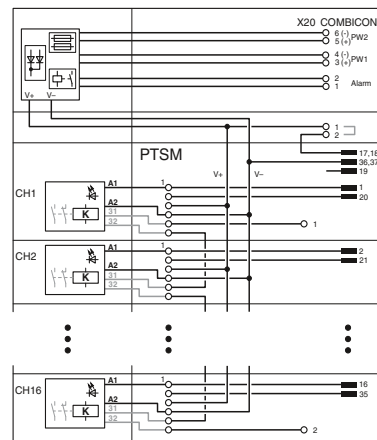 X20 COMBICON
6 (-) PW2
5 (+)
4 (-) PW1
3 (+)
2 Alarm
1
V+ V−
1
2
PTSM
17,18
36,37
19
V+ V−
CH1
A1 1
A2
31
32
K
1
20
1
CH2
A1
A2
31
32
K
2
21
CH16
A1 1
A2
31
32
K
16
35
2